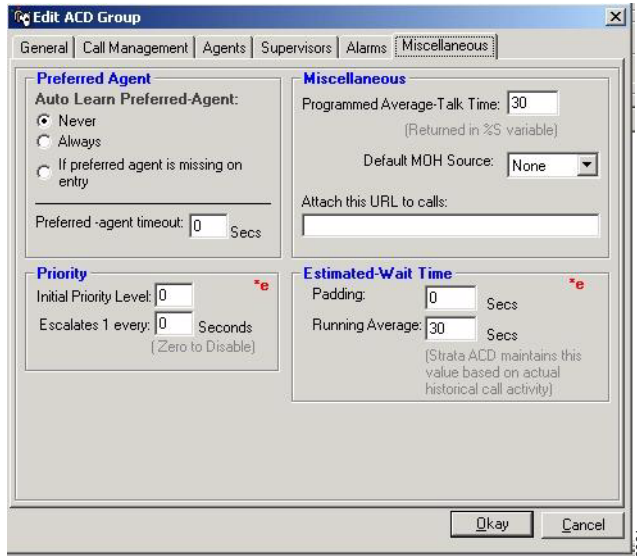 Edit ACD Group
General Call Management Agents Supervisors Alarms Miscellaneous
Preferred Agent
Auto Learn Preferred-Agent:
Never
Always
If preferred agent is missing on
entry
Preferred -agent timeout: 0 Secs
Miscellaneous
Programmed Average-Talk Time: 30
(Returned in %S variable)
Default MOH Source: None
Attach this URL to calls:
Priority
*e
Initial Priority Level: 0
Escalates 1 every: 0 Seconds
( Zero to Disable)
Estimated-Wait Time
*e
Padding: 0 Secs
Running Average: 30 Secs
(Strata ACD maintains this
value based on actual
historical call activity)
Okay Cancel